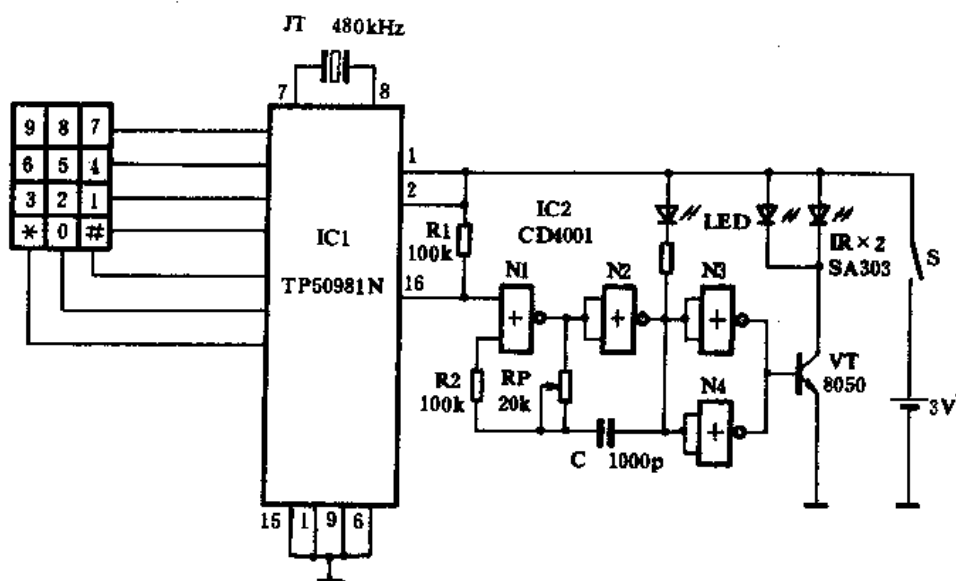 JT 480kHz
7 8
9 8 7
6 5 4
3 2 1
* 0 #
1
2
IC1
TP50981N
R1
100k
16
IC2
CD4001
LED
IR×2
SA303
S
N1
N2
N3
N4
R2
100k
RP
20k
C 1000p
VT
8050
3V
15 1 9 6